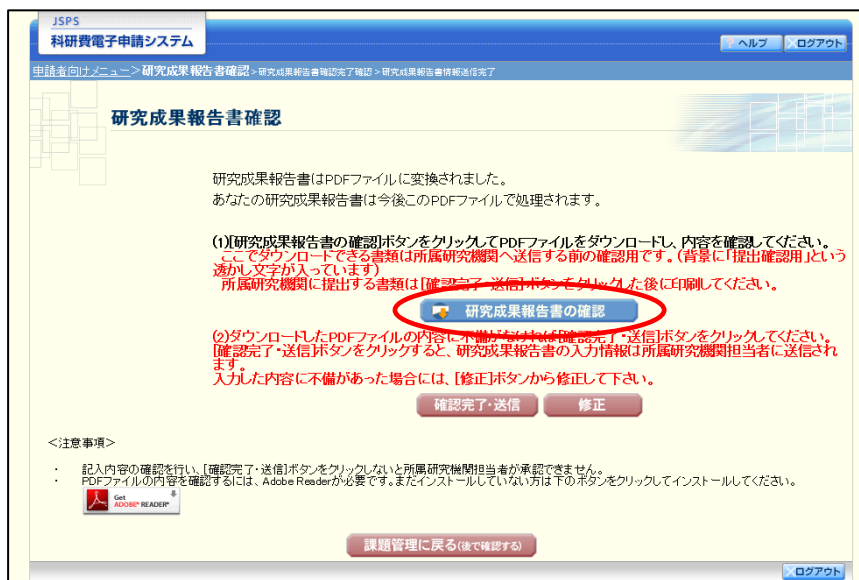 JSPS
科研費電子申請システム
ヘルプ
ログアウト
申請者向けメニュー>研究成果報告書確認>研究成果報告書確認完了確認>研究成果報告書情報送信完了
研究成果報告書確認
研究成果報告書はPDFファイルに変換されました。
あなたの研究成果報告書は今後このPDFファイルで処理されます。
(1)[研究成果報告書の確認]ボタンをクリックしてPDFファイルをダウンロードし、内容を確認してください。
ここでダウンロードできる書類は所属研究機関へ送信する前の確認用です。(背景に「提出確認用」という
透かし文字が入っています)
所属研究機関に提出する書類は[確認完了・送信]ボタンをクリックした後に印刷してください。
研究成果報告書の確認
(2)ダウンロードしたPDFファイルの内容に不備がなければ[確認完了・送信]ボタンをクリックしてください。
[確認完了・送信]ボタンをクリックすると、研究成果報告書の入力情報は所属研究機関担当者に送信され
ます。
入力した内容に不備があった場合には、[修正]ボタンから修正して下さい。
確認完了・送信
修正
<注意事項>
・ 記入内容の確認を行い、[確認完了・送信]ボタンをクリックしないと所属研究機関担当者が承認できません。
・ PDFファイルの内容を確認するには、Adobe Readerが必要です。まだインストールしていない方は下のボタンをクリックしてインストールしてください。
Get
ADOBE® READER®
課題管理に戻る(後で確認する)
ログアウト